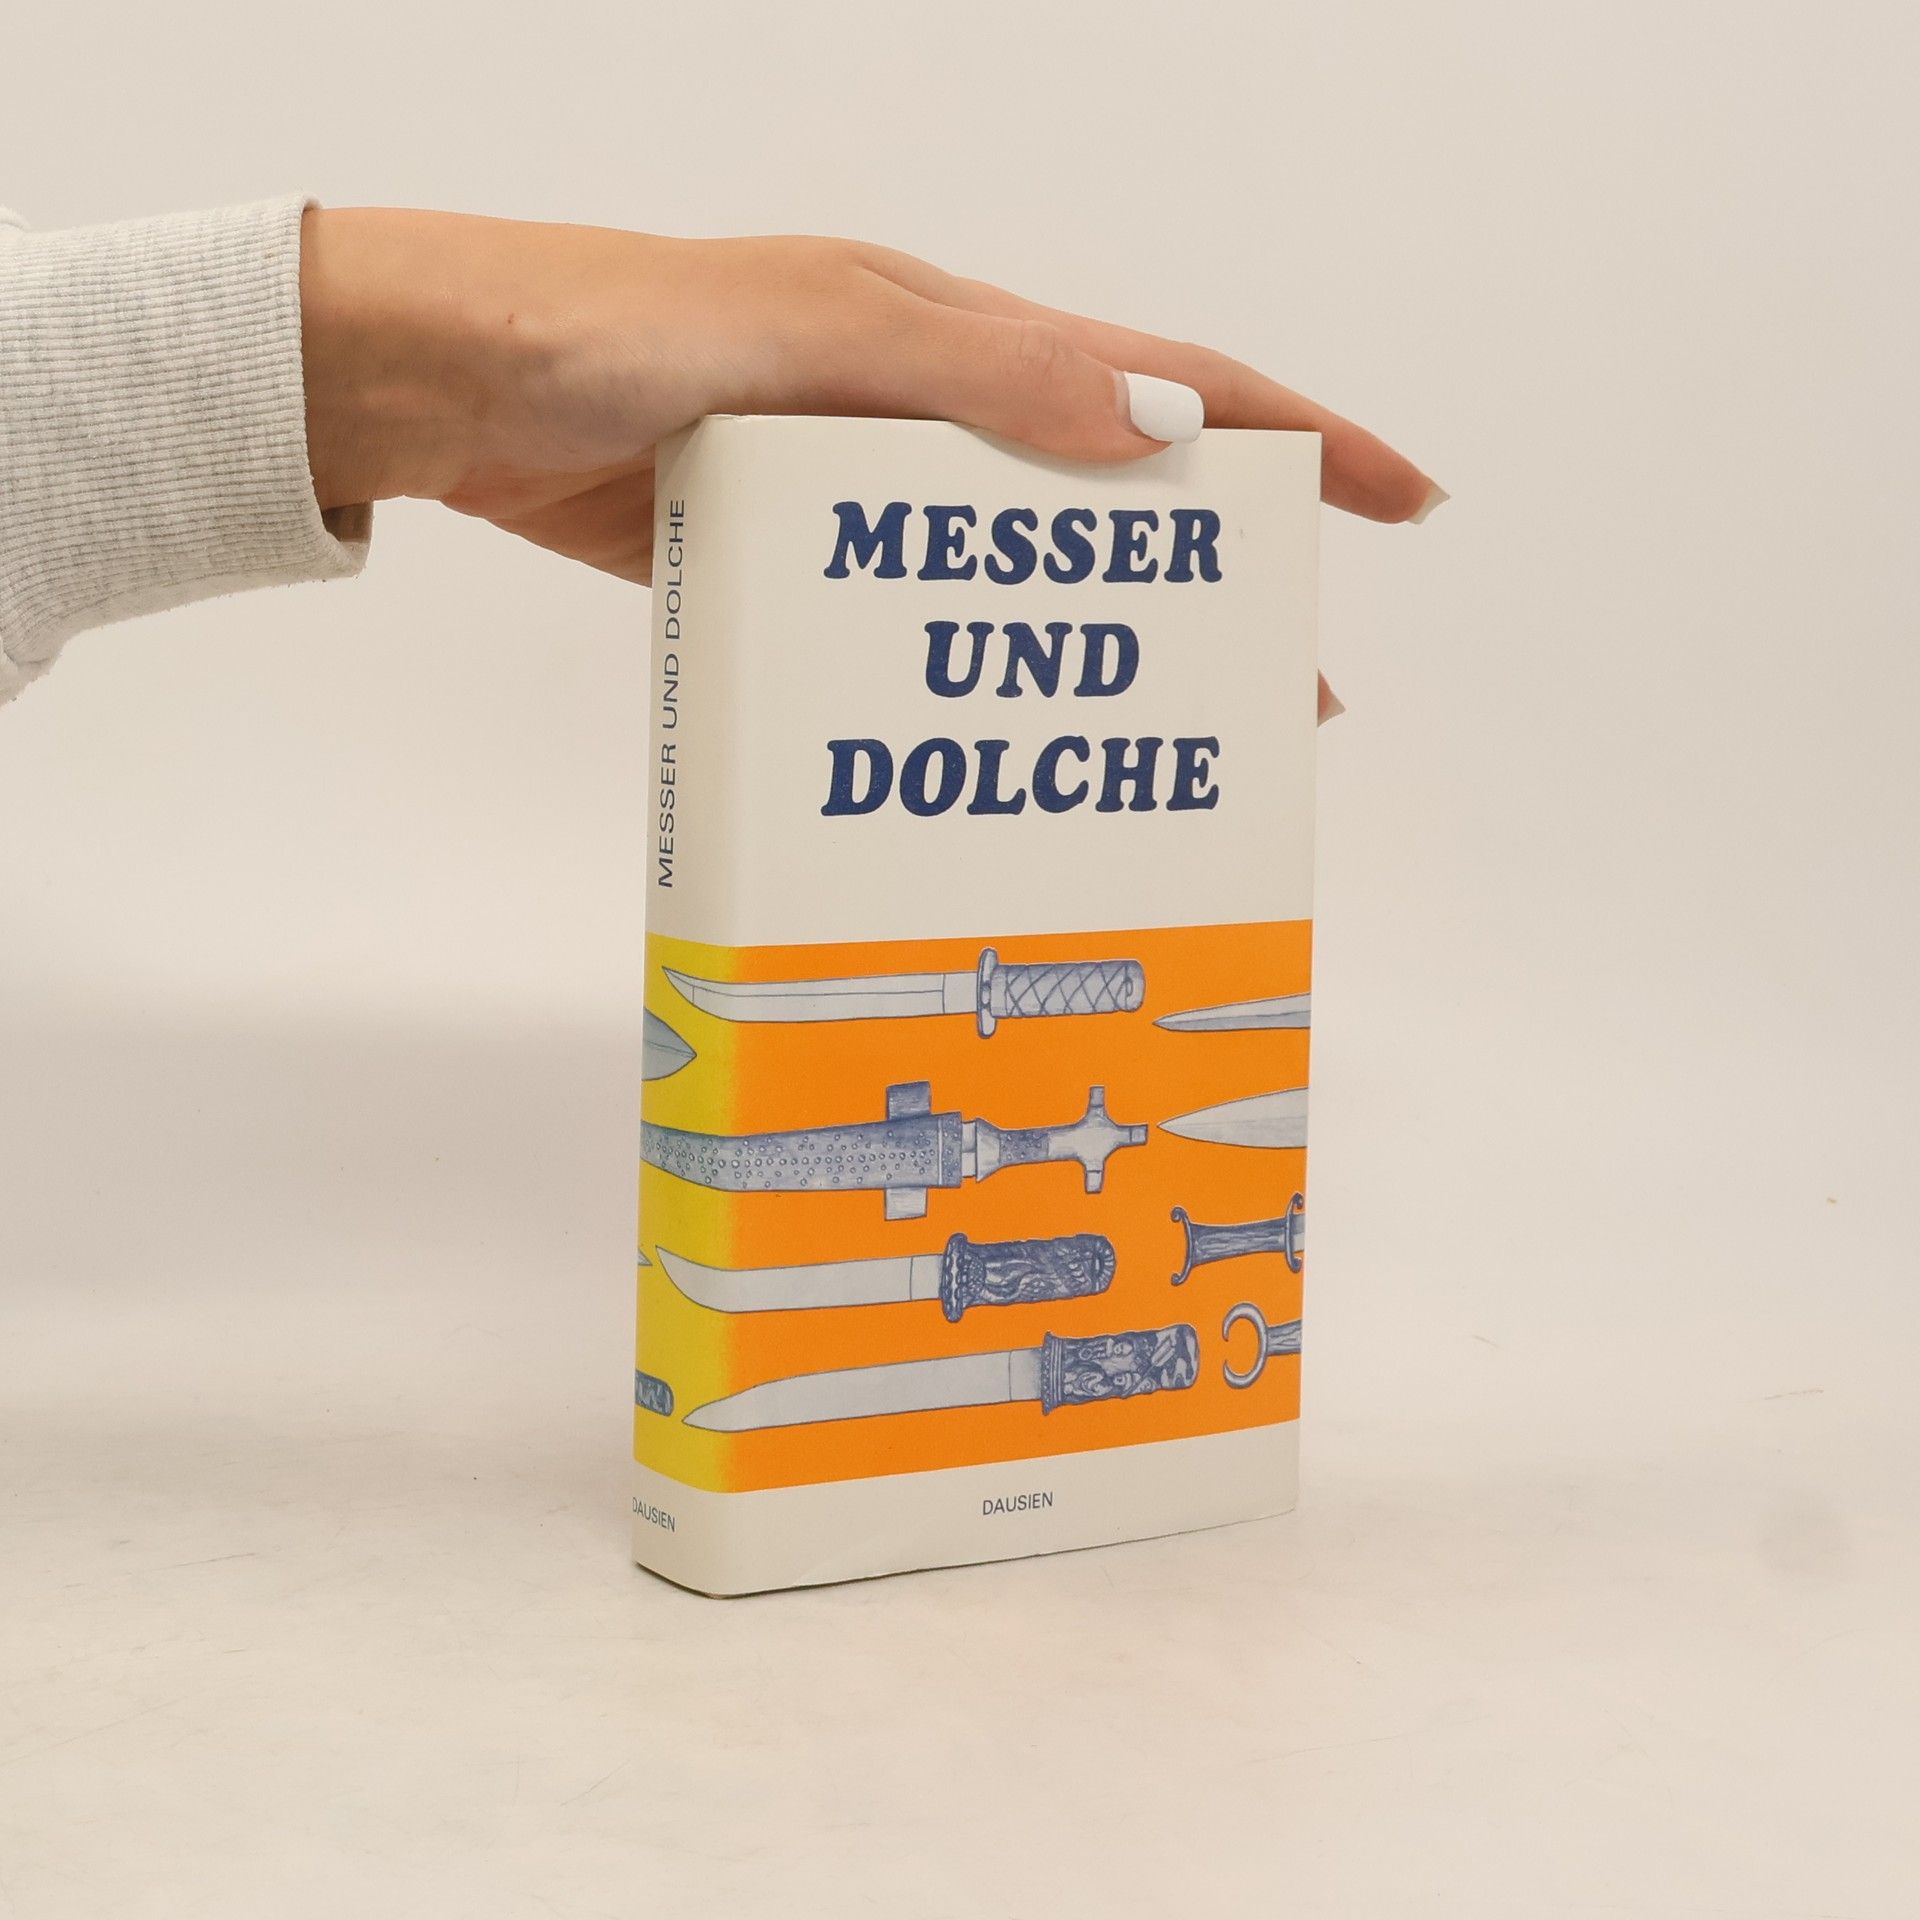 MESSER UND DOLCHE
MESSER
UND
DOLCHE
DAUSIEN
DAUSIEN